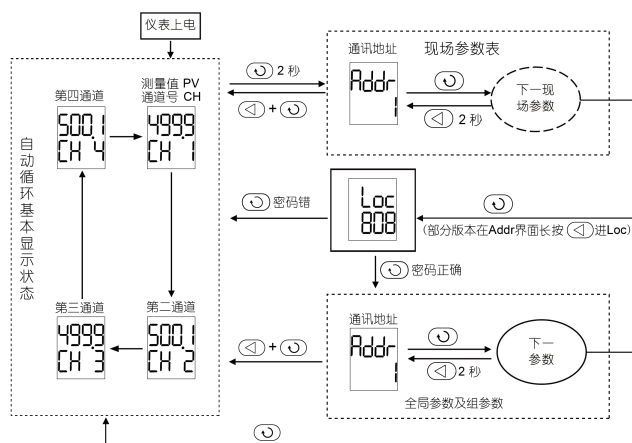 仪表上电
自动循环基本显示状态
第四通道
500.1
CH 4
测量值 PV
通道号 CH
499.9
CH 1
第三通道
499.9
CH 3
第二通道
500.1
CH 2
2 秒
+
通讯地址
现场参数表
Addr
1
2 秒
下一现
场参数
密码错
Loc
808
(部分版本在Addr界面长按 进Loc)
密码正确
+
通讯地址
Addr
1
2 秒
下一
参数
全局参数及组参数